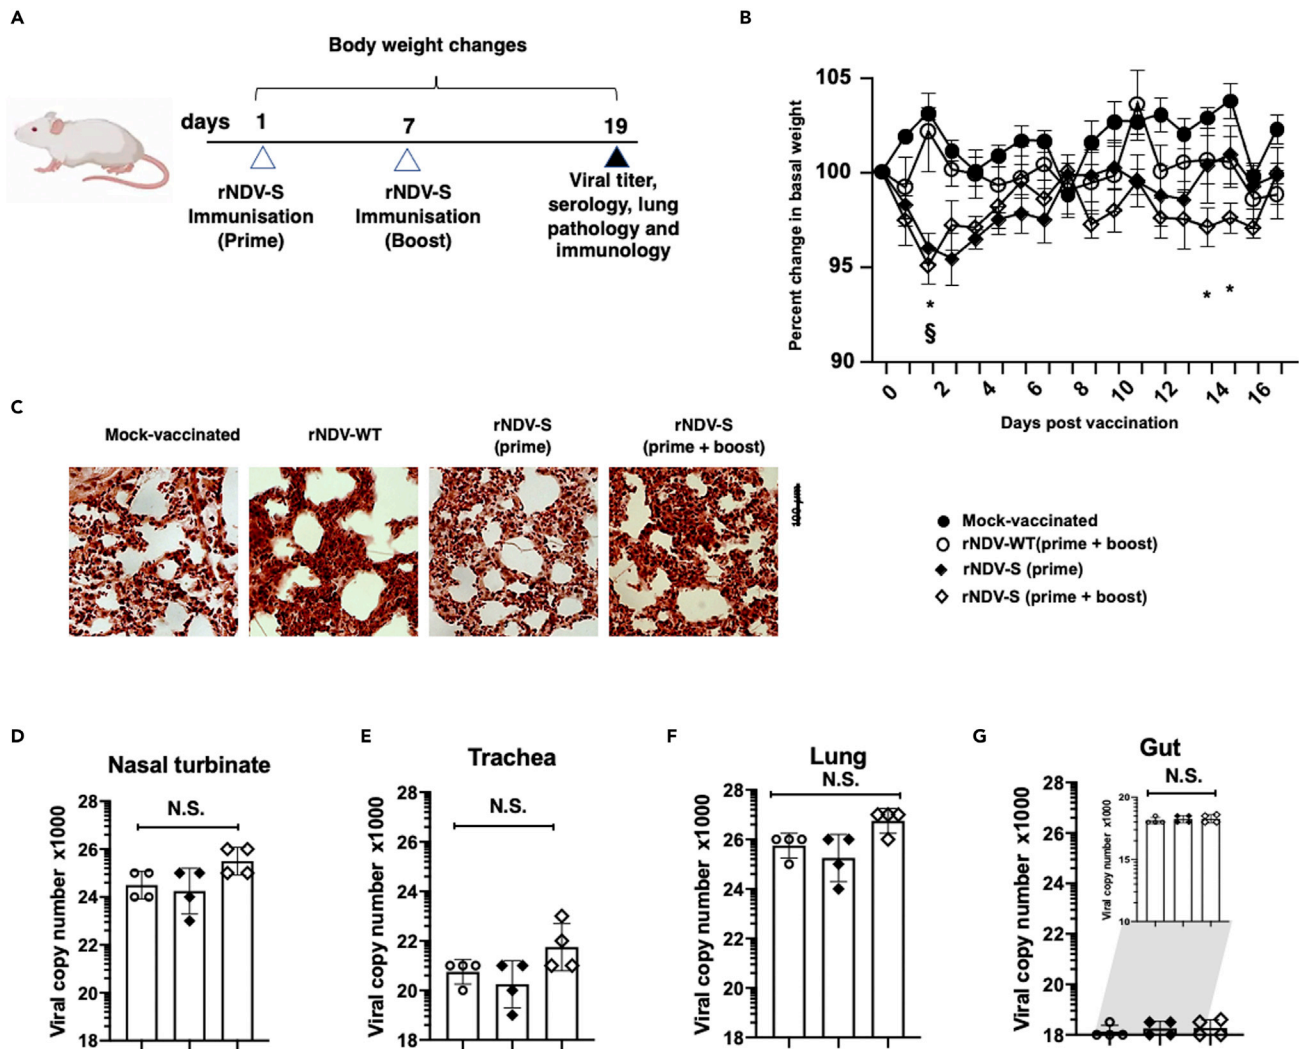 A
Body weight changes
days 1 7 19
rNDV-S
Immunisation
(Prime)
rNDV-S
Immunisation
(Boost)
Viral titer,
serology, lung
pathology and
immunology
B
Percent change in basal weight
105
100
95
90
*
§
* *
0 2 4 6 8 10 12 14 16
Days post vaccination
C
Mock-vaccinated
rNDV-WT
rNDV-S
(prime)
rNDV-S
(prime + boost)
100 µm
Mock-vaccinated
rNDV-WT(prime + boost)
rNDV-S (prime)
rNDV-S (prime + boost)
D
Nasal turbinate
Viral copy number x1000
28
26
24
22
20
18
N.S.
E
Trachea
Viral copy number x1000
28
26
24
22
20
18
N.S.
F
Lung
Viral copy number x1000
28
26
24
22
20
18
N.S.
G
Gut
Viral copy number x1000
28
26
24
22
20
18
N.S.
Viral copy number x1000
20
15
10